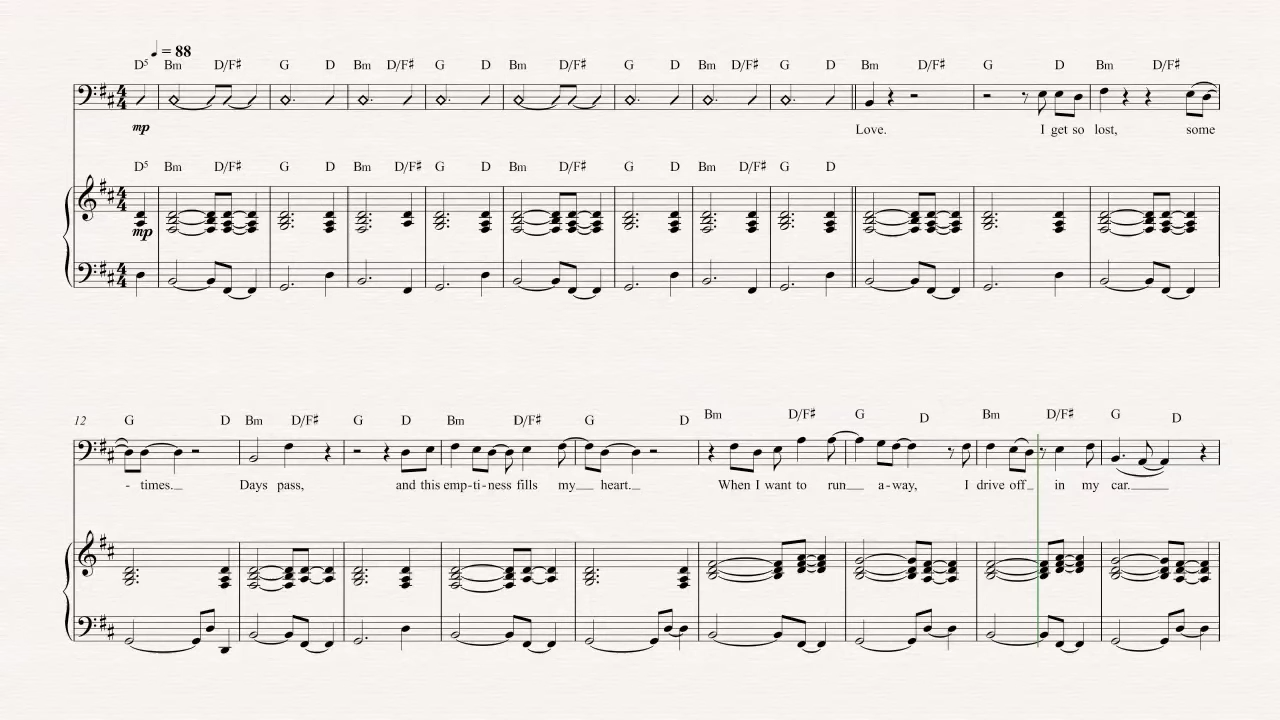 ♩ = 88
D5 Bm D/F♯ G D Bm D/F♯ G D Bm D/F♯ G D Bm D/F♯ G D Bm D/F♯ G D Bm D/F♯
mp
Love. I get so lost, some
D5 Bm D/F♯ G D Bm D/F♯ G D Bm D/F♯ G D Bm D/F♯ G D
mp
12
G D Bm D/F♯ G D Bm D/F♯ G D Bm D/F♯ G D Bm D/F♯ G D
- times. Days pass, and this emp-ti-ness fills my heart. When I want to run a-way, I drive off in my car.